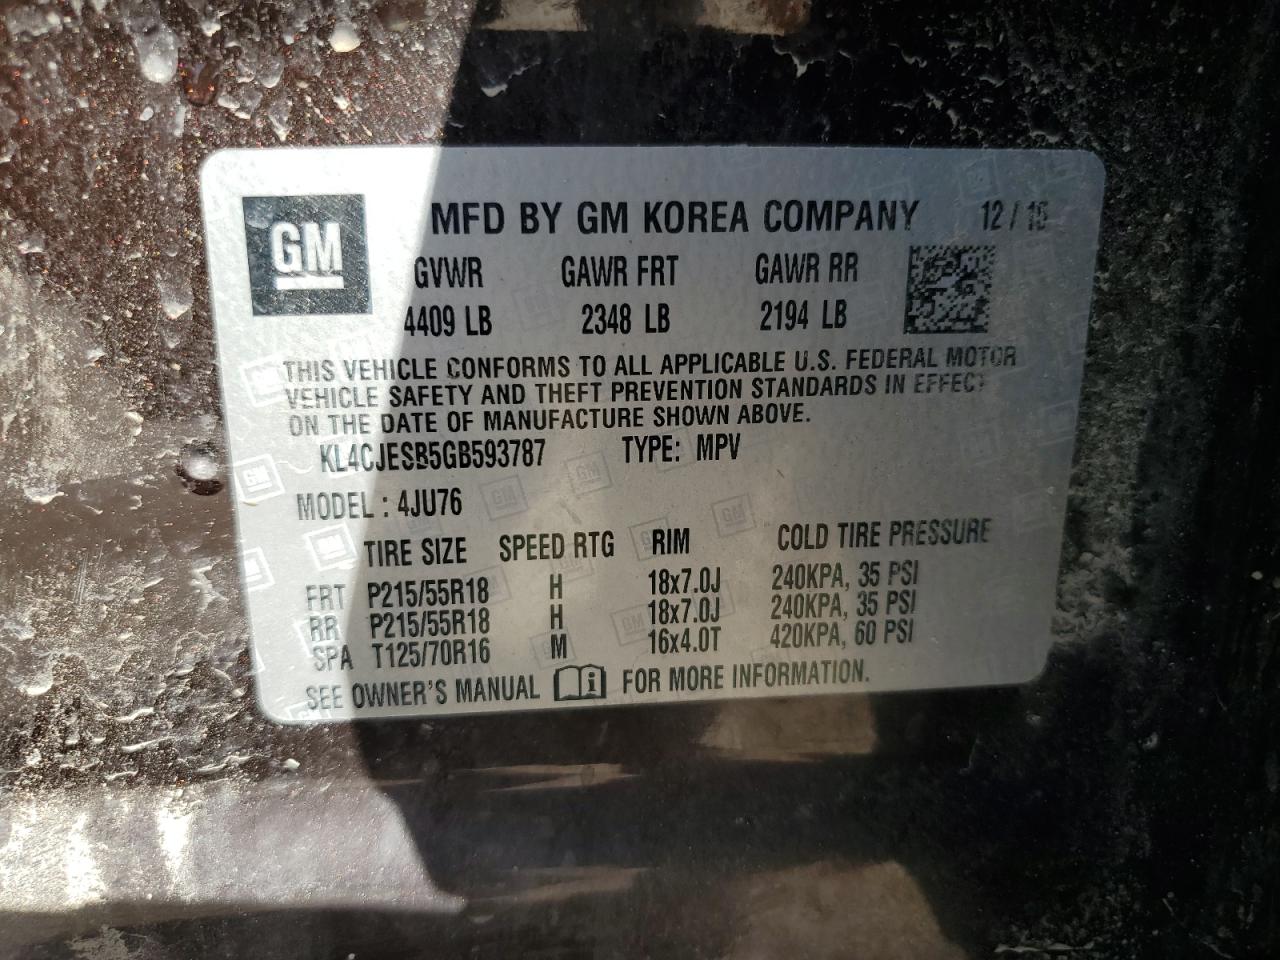 GM
MFD BY GM KOREA COMPANY 12 / 15
GVWR GAWR FRT GAWR RR
4409 LB 2348 LB 2194 LB
THIS VEHICLE CONFORMS TO ALL APPLICABLE U.S. FEDERAL MOTOR
VEHICLE SAFETY AND THEFT PREVENTION STANDARDS IN EFFECT
ON THE DATE OF MANUFACTURE SHOWN ABOVE.
KL4CJESB5GB593787 TYPE: MPV
MODEL : 4JU76
TIRE SIZE SPEED RTG RIM COLD TIRE PRESSURE
FRT P215/55R18 H 18x7.0J 240KPA, 35 PSI
RR P215/55R18 H 18x7.0J 240KPA, 35 PSI
SPA T125/70R16 M 16x4.0T 420KPA, 60 PSI
SEE OWNER'S MANUAL FOR MORE INFORMATION.